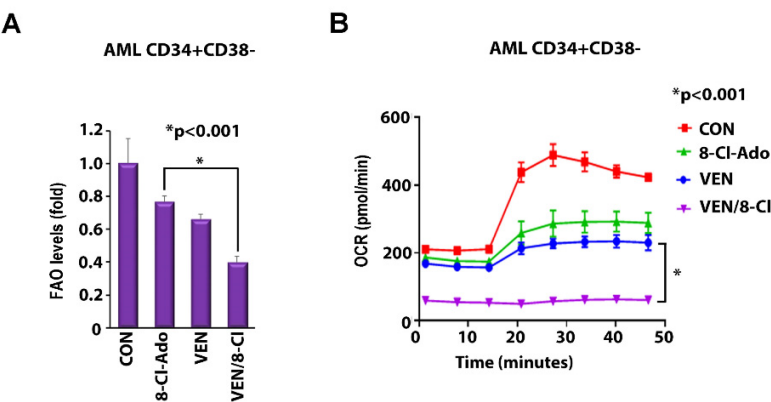 A
AML CD34+CD38-
FAO levels (fold)
1.2
1.0
0.8
0.6
0.4
0.2
0
*p<0.001
*
CON
8-Cl-Ado
VEN
VEN/8-Cl
B
AML CD34+CD38-
*p<0.001
CON
8-Cl-Ado
VEN
VEN/8-Cl
OCR (pmol/min)
600
400
200
0
*
0 10 20 30 40 50
Time (minutes)